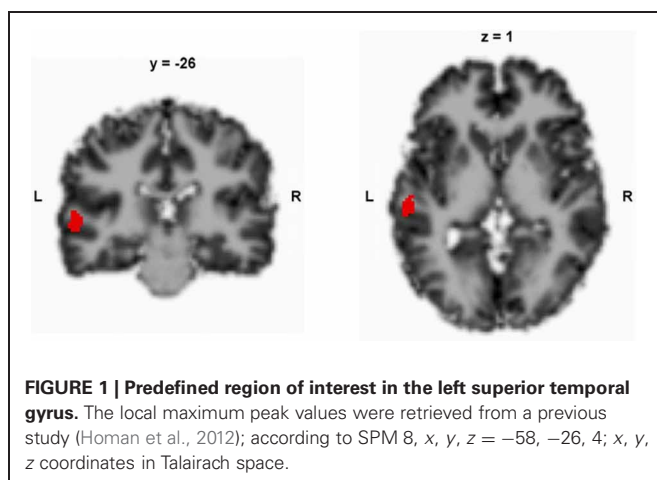 z = 1
y = -26
L
R
L
R
FIGURE 1 | Predefined region of interest in the left superior temporal
gyrus. The local maximum peak values were retrieved from a previous
study (Homan et al., 2012); according to SPM 8, x, y, z = −58, −26, 4; x, y,
z coordinates in Talairach space.